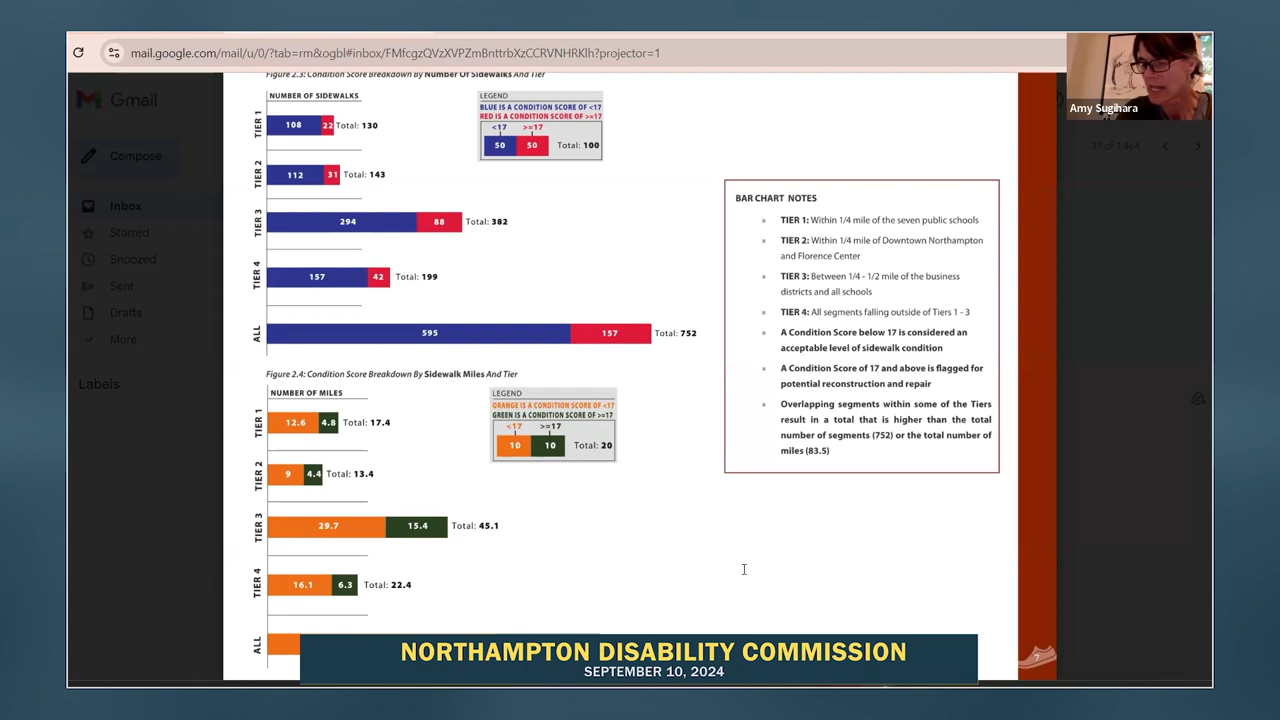 mail.google.com/mail/u/0/?tab=rm&ogbl#inbox/FMfcgzQVzXVPZmBnttrbXzCCRVNHRKlh?projector=1
Amy Sugihara
Gmail
Compose
Inbox
Starred
Snoozed
Sent
Drafts
More
Labels
37 of 1,464
Figure 2.3: Condition Score Breakdown By Number Of Sidewalks And Tier
NUMBER OF SIDEWALKS
LEGEND
BLUE IS A CONDITION SCORE OF <17
RED IS A CONDITION SCORE OF >=17
<17 >=17
50 50 Total: 100
TIER 1 108 22 Total: 130
TIER 2 112 31 Total: 143
TIER 3 294 88 Total: 382
TIER 4 157 42 Total: 199
ALL 595 157 Total: 752
Figure 2.4: Condition Score Breakdown By Sidewalk Miles And Tier
NUMBER OF MILES
LEGEND
ORANGE IS A CONDITION SCORE OF <17
GREEN IS A CONDITION SCORE OF >=17
<17 >=17
10 10 Total: 20
TIER 1 12.6 4.8 Total: 17.4
TIER 2 9 4.4 Total: 13.4
TIER 3 29.7 15.4 Total: 45.1
TIER 4 16.1 6.3 Total: 22.4
ALL
BAR CHART NOTES
» TIER 1: Within 1/4 mile of the seven public schools
» TIER 2: Within 1/4 mile of Downtown Northampton
and Florence Center
» TIER 3: Between 1/4 - 1/2 mile of the business
districts and all schools
» TIER 4: All segments falling outside of Tiers 1 - 3
» A Condition Score below 17 is considered an
acceptable level of sidewalk condition
» A Condition Score of 17 and above is flagged for
potential reconstruction and repair
» Overlapping segments within some of the Tiers
result in a total that is higher than the total
number of segments (752) or the total number of
miles (83.5)
NORTHAMPTON DISABILITY COMMISSION
SEPTEMBER 10, 2024